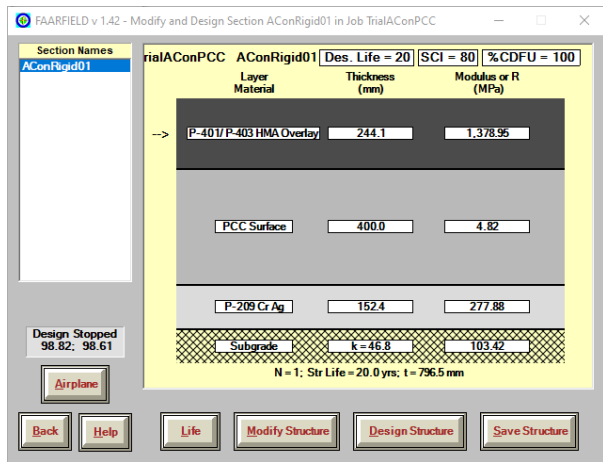 FAARFIELD v 1.42 - Modify and Design Section AConRigid01 in Job TrialAConPCC
Section Names
AConRigid01
rialAConPCC AConRigid01 Des. Life = 20 SCI = 80 %CDFU = 100
Layer Material Thickness (mm) Modulus or R (MPa)
--> P-401/ P-403 HMA Overlay 244.1 1,378.95
PCC Surface 400.0 4.82
P-209 Cr Ag 152.4 277.88
Subgrade k = 46.8 103.42
N = 1; Str Life = 20.0 yrs; t = 796.5 mm
Design Stopped
98.82; 98.61
Airplane
Back Help Life Modify Structure Design Structure Save Structure